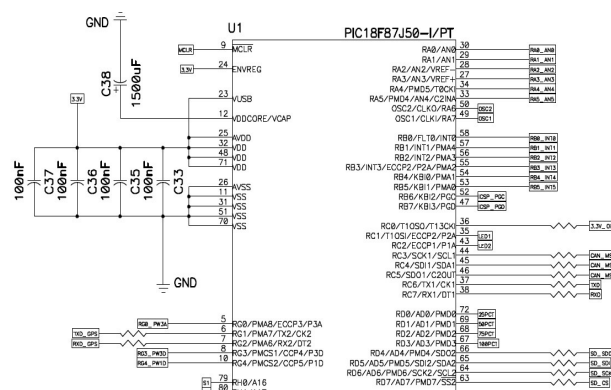 GND
U1
PIC18F87J50-I/PT
MCLR 9 MCLR
3.3V 24 ENVREG
C38 1500uF
23 VUSB
12 VDDCORE/VCAP
3.3V
25 AVDD
32 VDD
48 VDD
71 VDD
100nF C37 100nF C36 100nF C35 100nF C33
26 AVSS
11 VSS
31 VSS
51 VSS
70 VSS
GND
RG0_PW3A 5 RG0/PMA8/ECCP3/P3A
TXD_GPS 6 RG1/PMA7/TX2/CK2
RXD_GPS 7 RG2/PMA6/RX2/DT2
RG3_PW3D 8 RG3/PMCS1/CCP4/P3D
RG4_PW1D 10 RG4/PMCS2/CCP5/P1D
S1 79 RH0/A16
80
RA0/AN0 30 RA0_AN0
RA1/AN1 29 RA1_AN1
RA2/AN2/VREF- 28 RA2_AN2
RA3/AN3/VREF+ 27 RA3_AN3
RA4/PMD5/T0CKI 34 RA4_AN4
RA5/PMD4/AN4/C2INA 33 RA5_AN5
OSC2/CLKO/RA6 50 OSC2
OSC1/CLKI/RA7 49 OSC1
RB0/FLT0/INT0 58 RB0_INT0
RB1/INT1/PMA4 57 RB1_INT1
RB2/INT2/PMA3 56 RB2_INT2
RB3/INT3/ECCP2/P2A/PMA2 55 RB3_INT3
RB4/KBI0/PMA1 54 RB4_INT4
RB5/KBI1/PMA0 53 RB5_INT5
RB6/KBI2/PGC 52 ICSP_PGC
RB7/KBI3/PGD 47 ICSP_PGD
RC0/T1OSO/T13CKI 36
RC1/T1OSI/ECCP2/P2A 35 LED1
RC2/ECCP1/P1A 43 LED2
RC3/SCK1/SCL1 44
RC4/SDI1/SDA1 45
RC5/SDO1/C2OUT 46
RC6/TX1/CK1 37 TXD
RC7/RX1/DT1 38 RXD
RD0/AD0/PMD0 72 25PCT
RD1/AD1/PMD1 69 50PCT
RD2/AD2/PMD2 68 75PCT
RD3/AD3/PMD3 67 100PCT
RD4/AD4/PMD4/SDO2 66
RD5/AD5/PMD5/SDI2/SDA2 65
RD6/AD6/PMD6/SCK2/SCL2 64
RD7/AD7/PMD7/SS2 63